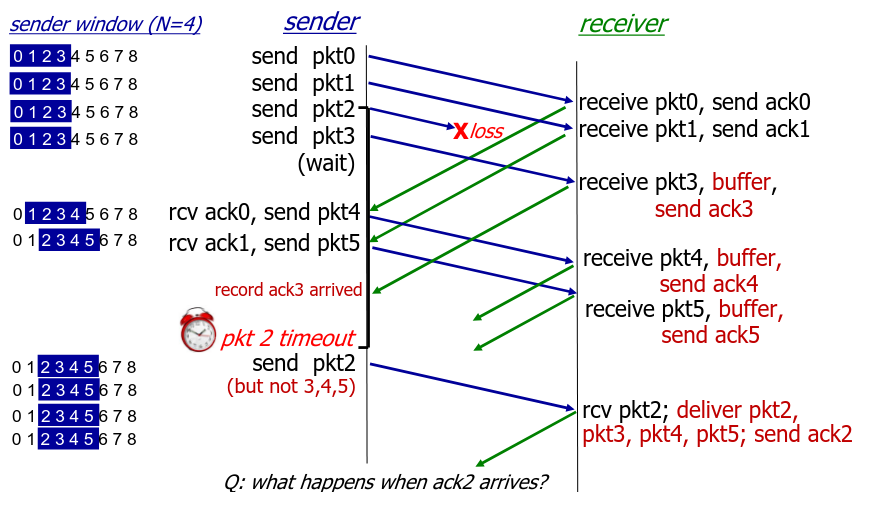 sender window (N=4)
sender
receiver
0 1 2 3 4 5 6 7 8
send pkt0
0 1 2 3 4 5 6 7 8
send pkt1
0 1 2 3 4 5 6 7 8
send pkt2
0 1 2 3 4 5 6 7 8
send pkt3
(wait)
X loss
receive pkt0, send ack0
receive pkt1, send ack1
receive pkt3, buffer,
send ack3
0 1 2 3 4 5 6 7 8
rcv ack0, send pkt4
0 1 2 3 4 5 6 7 8
rcv ack1, send pkt5
record ack3 arrived
receive pkt4, buffer,
send ack4
receive pkt5, buffer,
send ack5
pkt 2 timeout
0 1 2 3 4 5 6 7 8
send pkt2
0 1 2 3 4 5 6 7 8
(but not 3,4,5)
0 1 2 3 4 5 6 7 8
0 1 2 3 4 5 6 7 8
rcv pkt2; deliver pkt2,
pkt3, pkt4, pkt5; send ack2
Q: what happens when ack2 arrives?